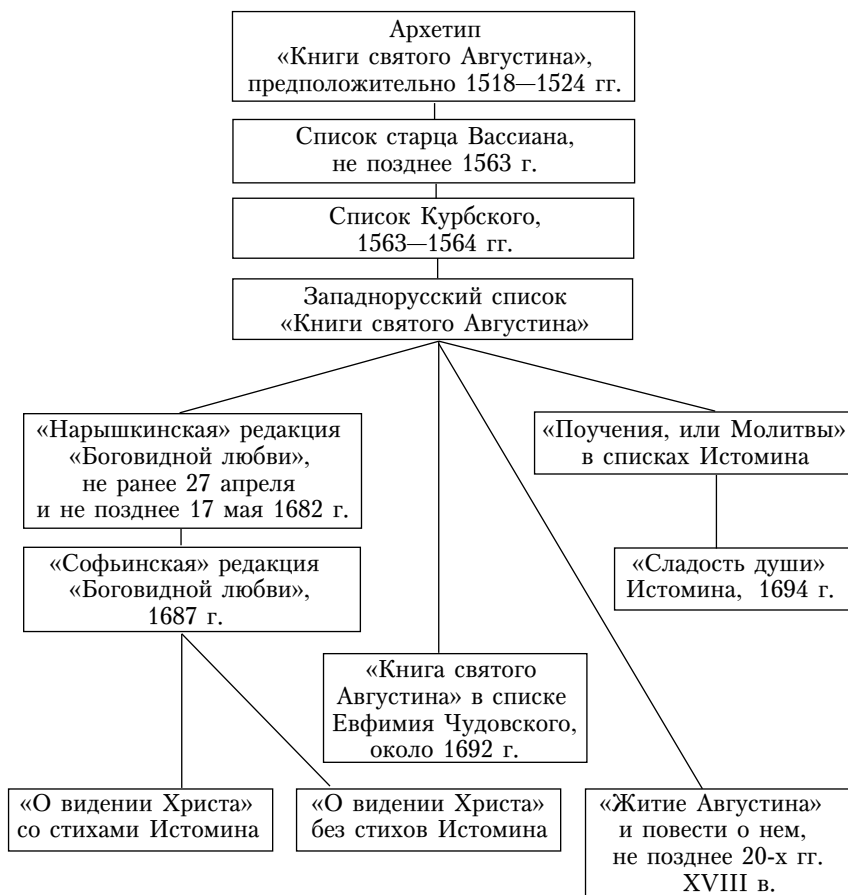 Архетип
«Книги святого Августина»,
предположительно 1518—1524 гг.
Список старца Вассиана,
не позднее 1563 г.
Список Курбского,
1563—1564 гг.
Западнорусский список
«Книги святого Августина»
«Нарышкинская» редакция
«Боговидной любви»,
не ранее 27 апреля
и не позднее 17 мая 1682 г.
«Поучения, или Молитвы»
в списках Истомина
«Софьинская» редакция
«Боговидной любви»,
1687 г.
«Сладость души»
Истомина, 1694 г.
«Книга святого
Августина» в списке
Евфимия Чудовского,
около 1692 г.
«О видении Христа»
со стихами Истомина
«О видении Христа»
без стихов Истомина
«Житие Августина»
и повести о нем,
не позднее 20-х гг.
XVIII в.